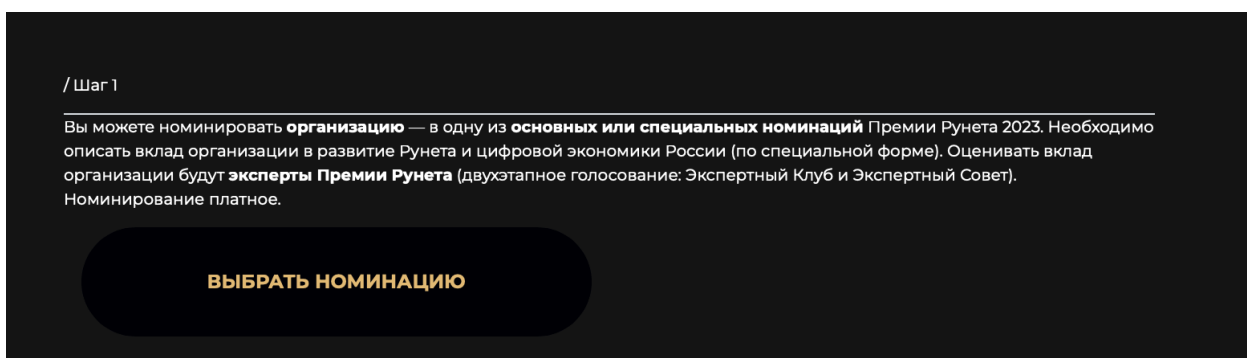 / Шаг 1
Вы можете номинировать организацию — в одну из основных или специальных номинаций Премии Рунета 2023. Необходимо
описать вклад организации в развитие Рунета и цифровой экономики России (по специальной форме). Оценивать вклад
организации будут эксперты Премии Рунета (двухэтапное голосование: Экспертный Клуб и Экспертный Совет).
Номинирование платное.
ВЫБРАТЬ НОМИНАЦИЮ